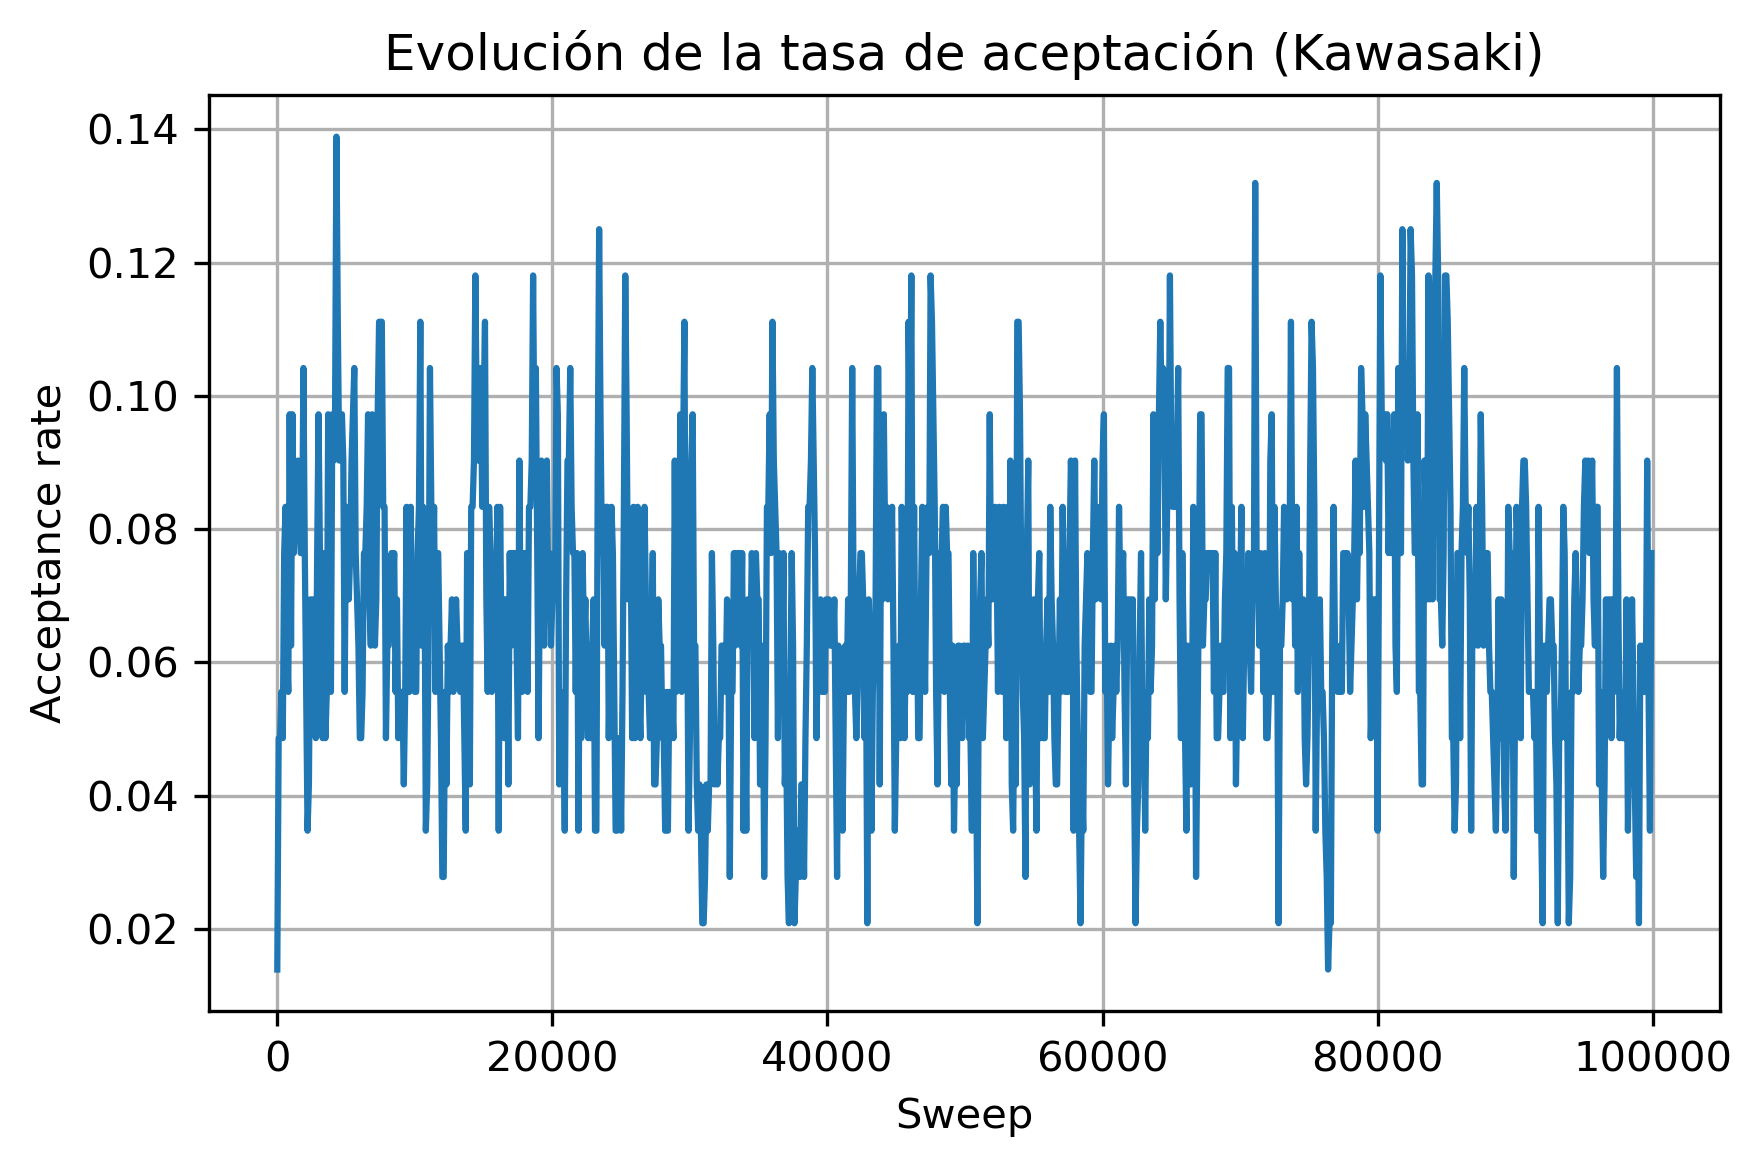 Evolución de la tasa de aceptación (Kawasaki)
0.14
0.12
0.10
0.08
0.06
0.04
0.02
Acceptance rate
0 20000 40000 60000 80000 100000
Sweep